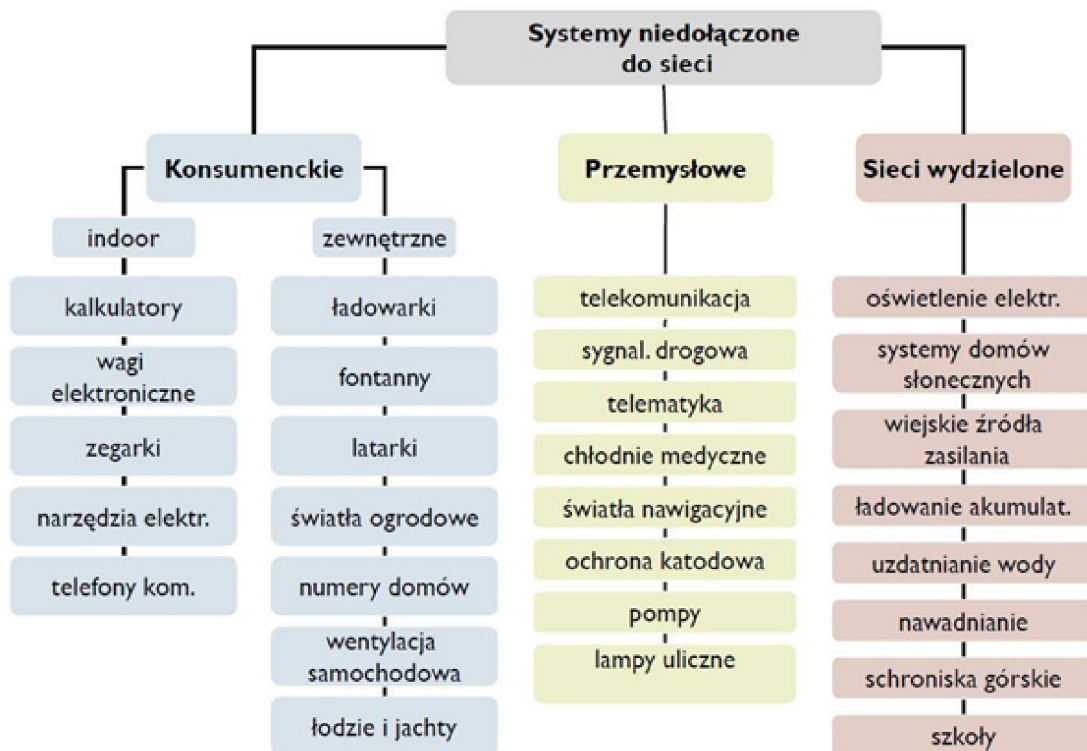 Systemy niedołączone
do sieci
Konsumenckie
indoor
kalkulatory
wagi
elektroniczne
zegarki
narzędzia elektr.
telefony kom.
zewnętrzne
ładowarki
fontanny
latarki
światła ogrodowe
numery domów
wentylacja
samochodowa
łodzie i jachty
Przemysłowe
telekomunikacja
sygnal. drogowa
telematyka
chłodnie medyczne
światła nawigacyjne
ochrona katodowa
pompy
lampy uliczne
Sieci wydzielone
oświetlenie elektr.
systemy domów
słonecznych
wiejskie źródła
zasilania
ładowanie akumulat.
uzdatnianie wody
nawadnianie
schroniska górskie
szkoły